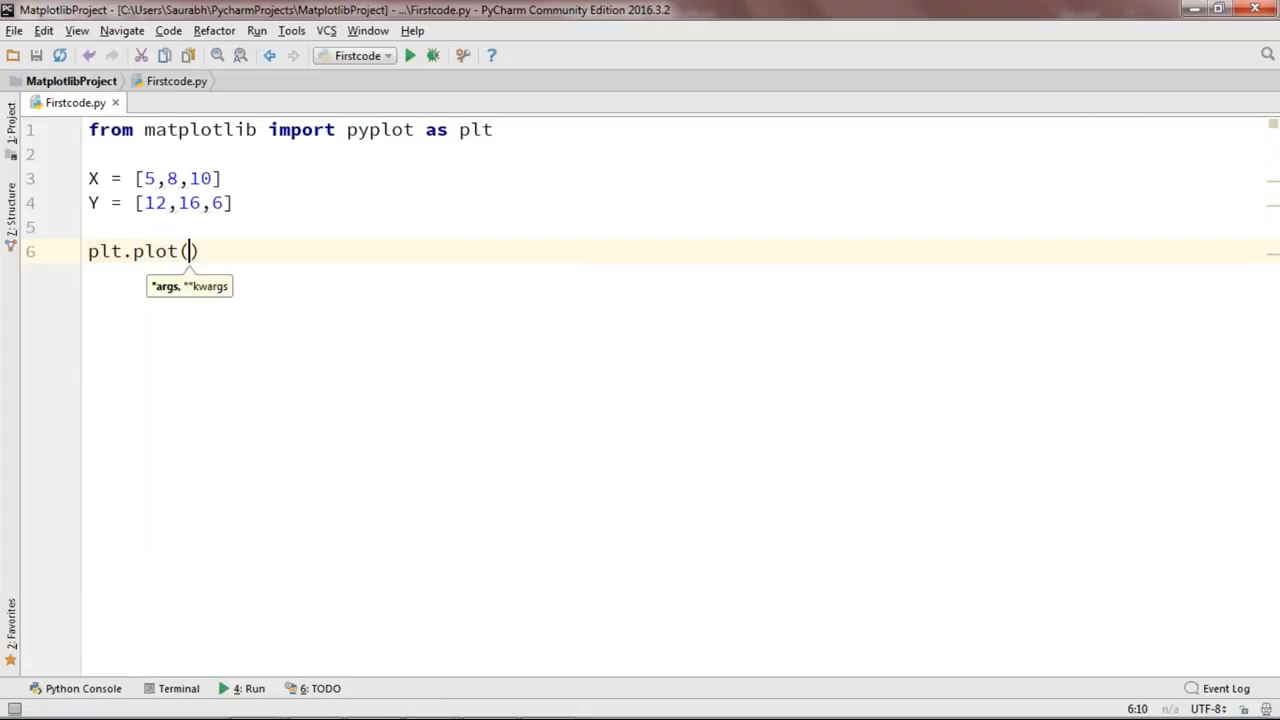 MatplotlibProject - [C:\Users\Saurabh\PycharmProjects\MatplotlibProject] - ...\Firstcode.py - PyCharm Community Edition 2016.3.2
File Edit View Navigate Code Refactor Run Tools VCS Window Help
Firstcode
MatplotlibProject Firstcode.py
Firstcode.py
1: Project
Z: Structure
2: Favorites
1 from matplotlib import pyplot as plt
2
3 X = [5,8,10]
4 Y = [12,16,6]
5
6 plt.plot()
*args, **kwargs
Python Console Terminal 4: Run 6: TODO Event Log
6:10 n/a UTF-8